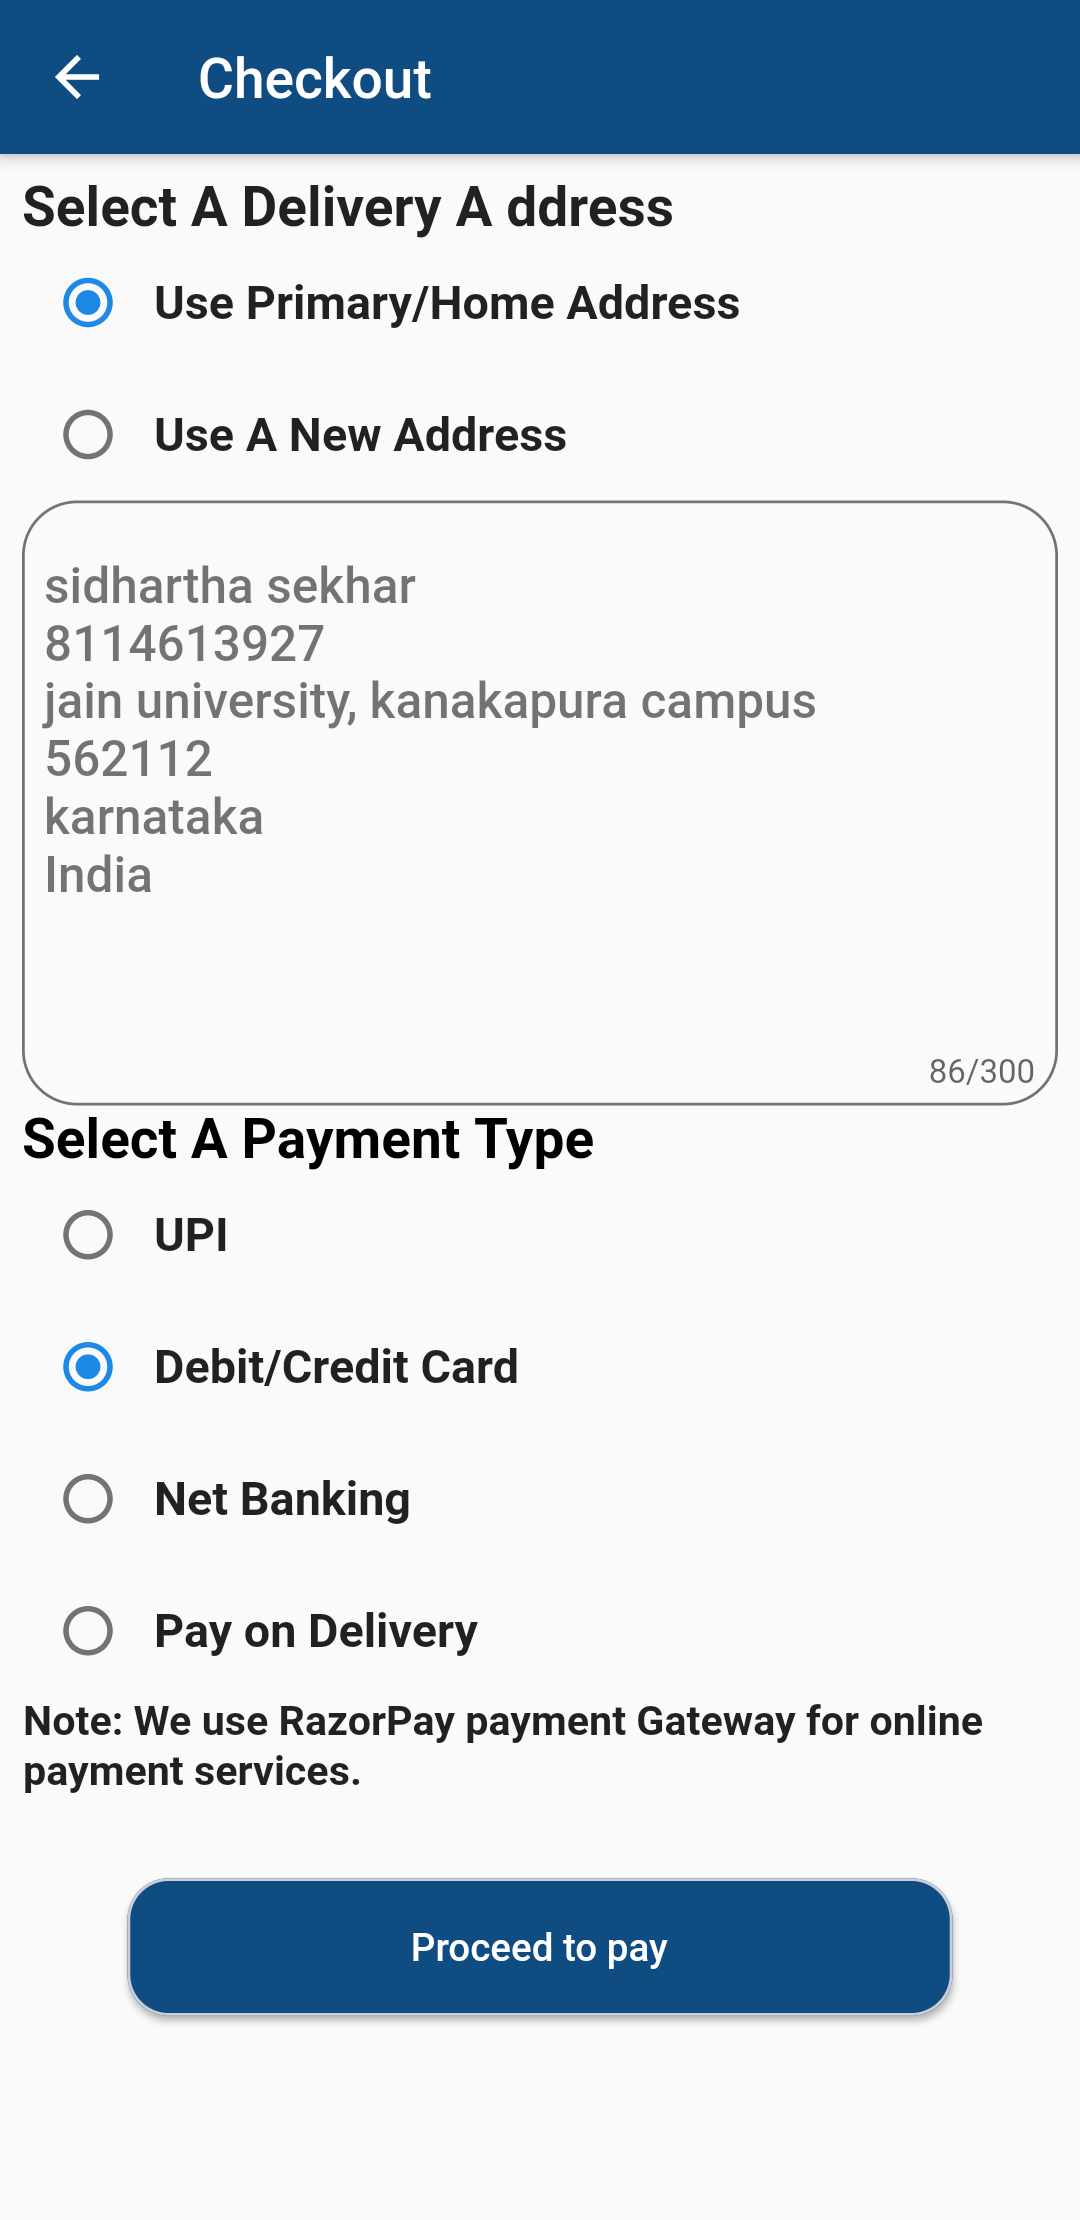 Checkout
Select A Delivery A ddress
Use Primary/Home Address
Use A New Address
sidhartha sekhar
8114613927
jain university, kanakapura campus
562112
karnataka
India
86/300
Select A Payment Type
UPI
Debit/Credit Card
Net Banking
Pay on Delivery
Note: We use RazorPay payment Gateway for online
payment services.
Proceed to pay